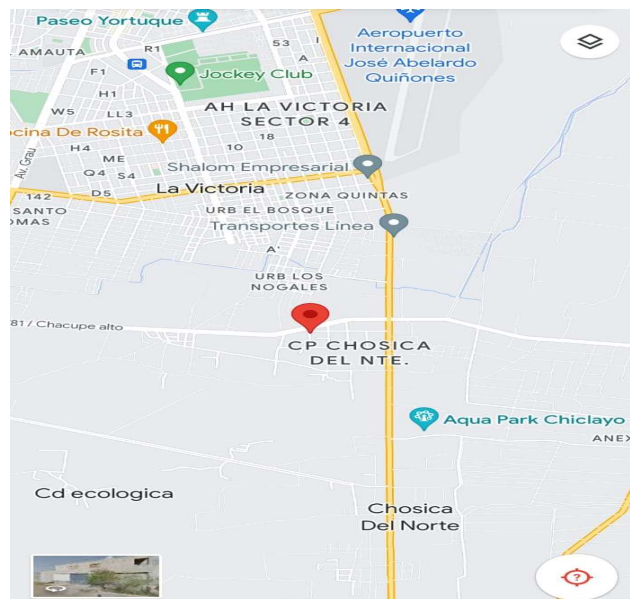 Paseo Yortuque
Aeropuerto
Internacional
José Abelardo
Quiñones
AMAUTA
R1
53
I
A
F1
Jockey Club
H1
AH LA VICTORIA
SECTOR 4
W5
LL3
ocina De Rosita
18
H4
10
ME
Shalom Empresarial
Av. Grau
Q4
S4
142
D5
La Victoria
ZONA QUINTAS
SANTO
OMAS
URB EL BOSQUE
Transportes Línea
A'
URB LOS
NOGALES
81 / Chacupe alto
CP CHOSICA
DEL NTE.
Aqua Park Chiclayo
ANEX
Cd ecologica
Chosica
Del Norte
?